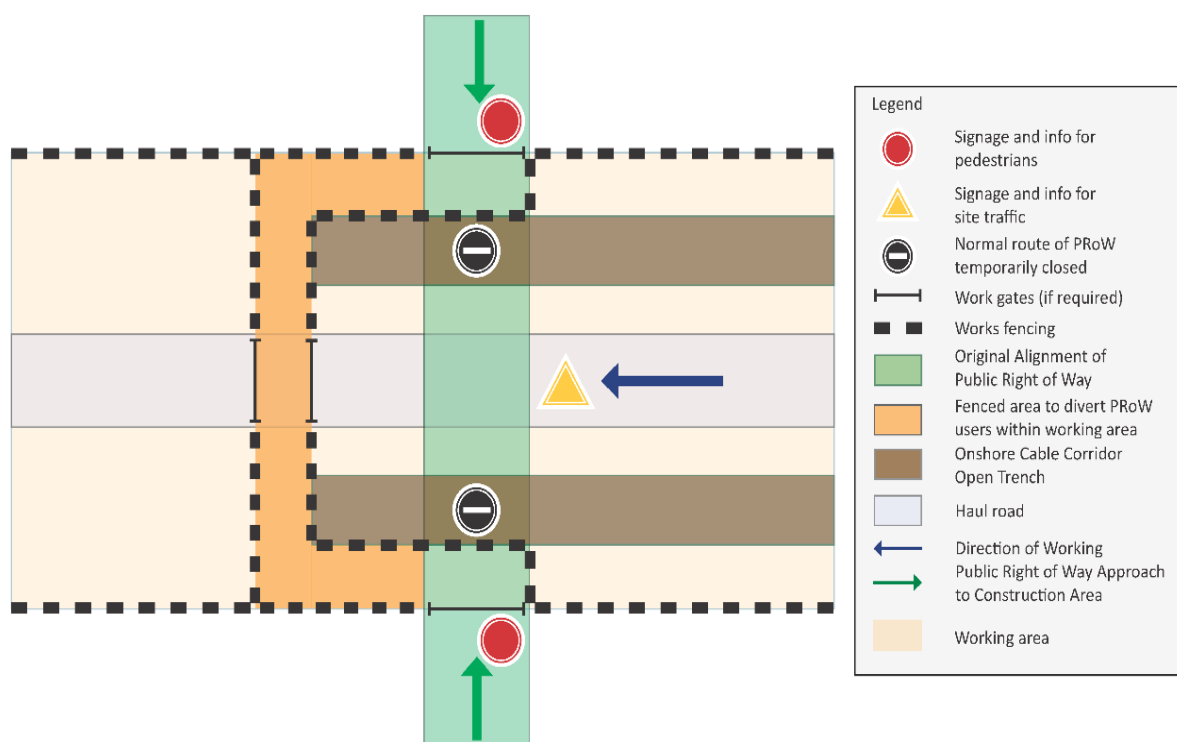 Legend
Signage and info for
pedestrians
Signage and info for
site traffic
Normal route of PRoW
temporarily closed
Work gates (if required)
Works fencing
Original Alignment of
Public Right of Way
Fenced area to divert PRoW
users within working area
Onshore Cable Corridor
Open Trench
Haul road
Direction of Working
Public Right of Way Approach
to Construction Area
Working area